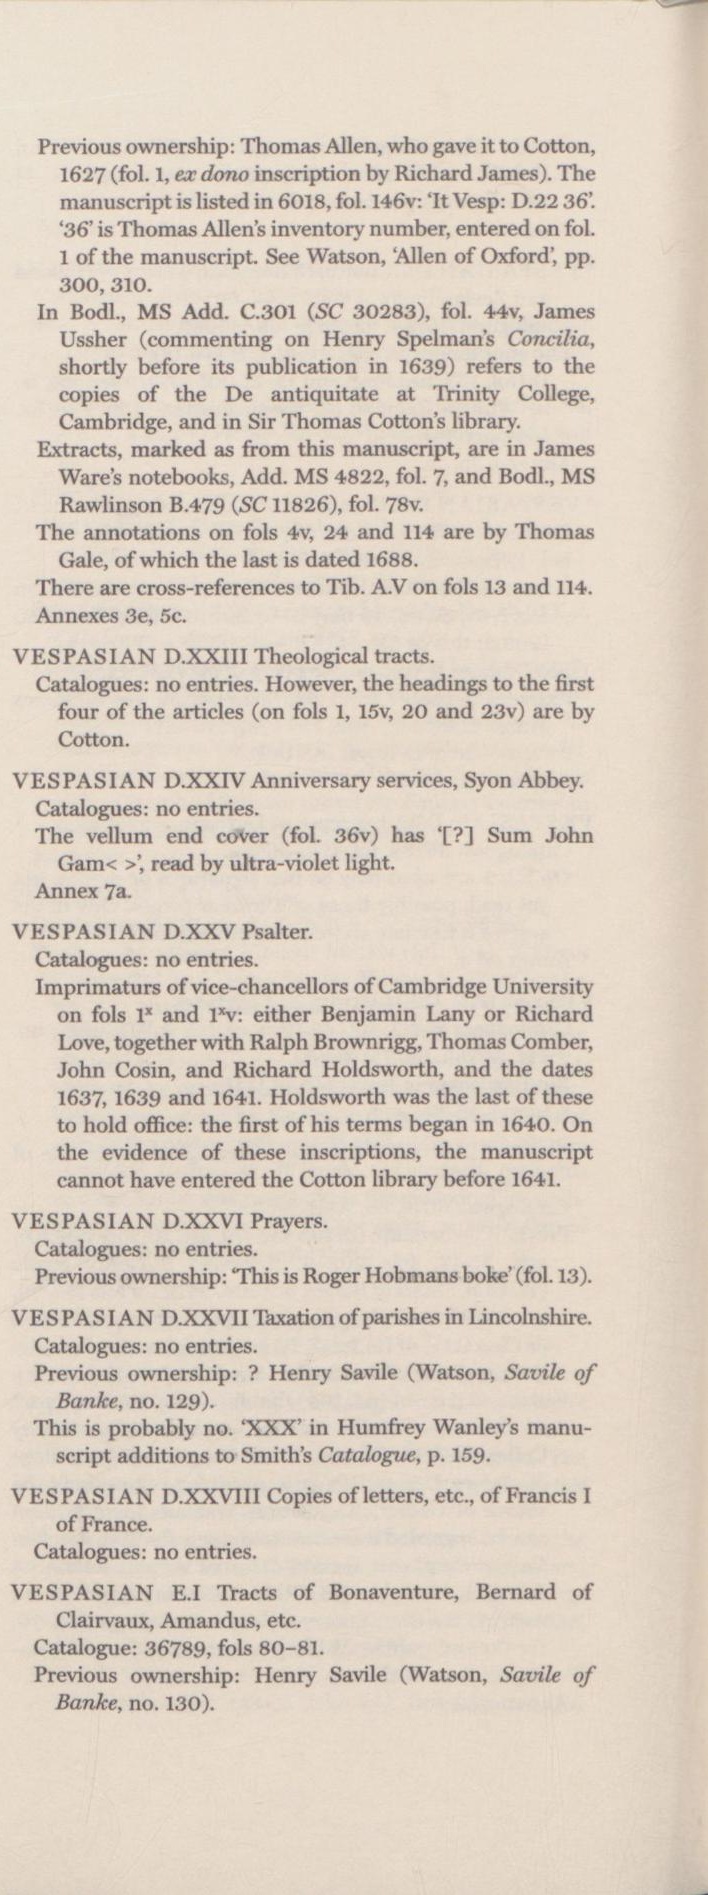 Previous ownership: Thomas Allen, who gave it to Cotton,
1627 (fol. 1, ex dono inscription by Richard James). The
manuscript is listed in 6018, fol. 146v: ‘It Vesp: D.22 36’.
‘36’ is Thomas Allen’s inventory number, entered on fol.
1 of the manuscript. See Watson, ‘Allen of Oxford’, pp.
300, 310.
In Bodl., MS Add. C.301 (SC 30283), fol. 44v, James
Ussher (commenting on Henry Spelman’s Concilia,
shortly before its publication in 1639) refers to the
copies of the De antiquitate at Trinity College,
Cambridge, and in Sir Thomas Cotton’s library.
Extracts, marked as from this manuscript, are in James
Ware’s notebooks, Add. MS 4822, fol. 7, and Bodl., MS
Rawlinson B.479 (SC 11826), fol. 78v.
The annotations on fols 4v, 24 and 114 are by Thomas
Gale, of which the last is dated 1688.
There are cross-references to Tib. A.V on fols 13 and 114.
Annexes 3e, 5c.
VESPASIAN D.XXIII Theological tracts.
Catalogues: no entries. However, the headings to the first
four of the articles (on fols 1, 15v, 20 and 23v) are by
Cotton.
VESPASIAN D.XXIV Anniversary services, Syon Abbey.
Catalogues: no entries.
The vellum end cover (fol. 36v) has ‘[?] Sum John
Gam< >’, read by ultra-violet light.
Annex 7a.
VESPASIAN D.XXV Psalter.
Catalogues: no entries.
Imprimaturs of vice-chancellors of Cambridge University
on fols 1ˣ and 1ˣv: either Benjamin Lany or Richard
Love, together with Ralph Brownrigg, Thomas Comber,
John Cosin, and Richard Holdsworth, and the dates
1637, 1639 and 1641. Holdsworth was the last of these
to hold office: the first of his terms began in 1640. On
the evidence of these inscriptions, the manuscript
cannot have entered the Cotton library before 1641.
VESPASIAN D.XXVI Prayers.
Catalogues: no entries.
Previous ownership: ‘This is Roger Hobmans boke’ (fol. 13).
VESPASIAN D.XXVII Taxation of parishes in Lincolnshire.
Catalogues: no entries.
Previous ownership: ? Henry Savile (Watson, Savile of
Banke, no. 129).
This is probably no. ‘XXX’ in Humfrey Wanley’s manu-
script additions to Smith’s Catalogue, p. 159.
VESPASIAN D.XXVIII Copies of letters, etc., of Francis I
of France.
Catalogues: no entries.
VESPASIAN E.I Tracts of Bonaventure, Bernard of
Clairvaux, Amandus, etc.
Catalogue: 36789, fols 80–81.
Previous ownership: Henry Savile (Watson, Savile of
Banke, no. 130).